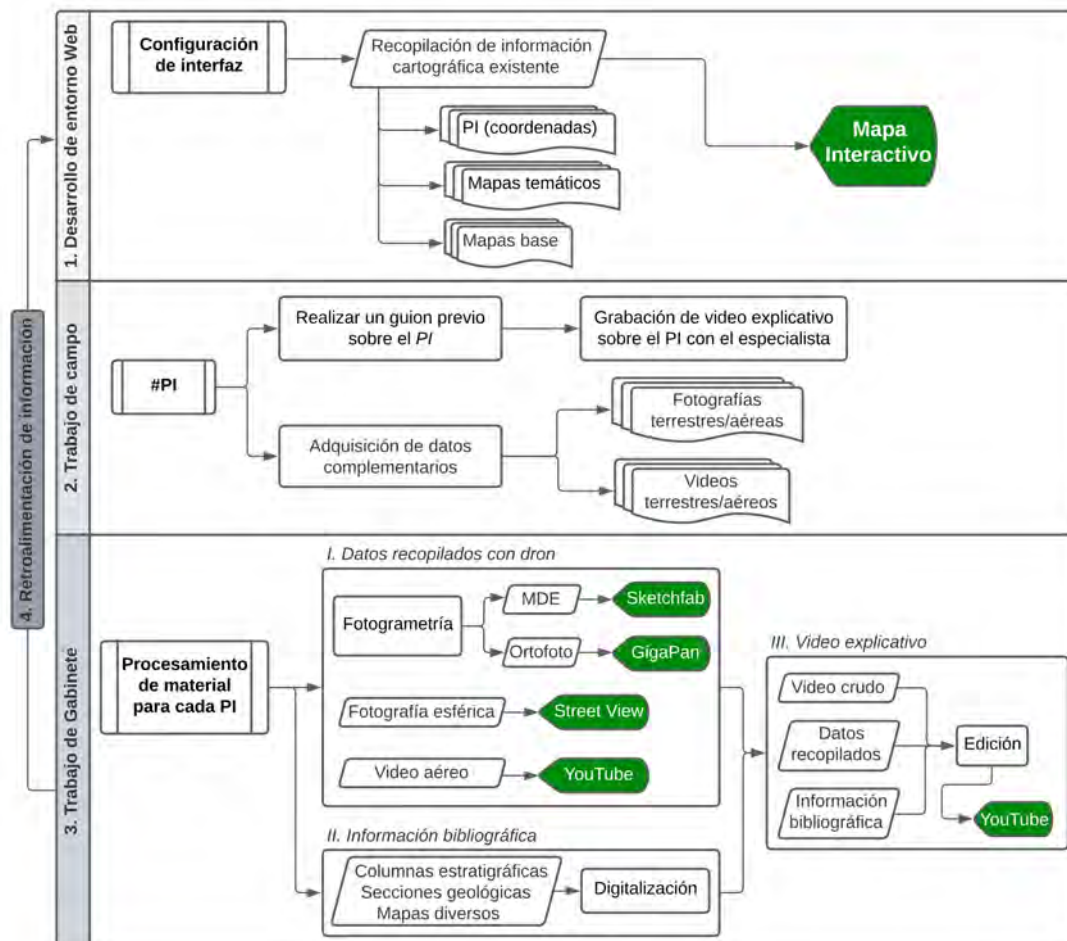 4. Retroalimentación de información
1. Desarrollo de entorno Web
Configuración
de interfaz
Recopilación de información
cartográfica existente
PI (coordenadas)
Mapas temáticos
Mapas base
Mapa
Interactivo
2. Trabajo de campo
#PI
Realizar un guion previo
sobre el PI
Grabación de video explicativo
sobre el PI con el especialista
Adquisición de datos
complementarios
Fotografías
terrestres/aéreas
Videos
terrestres/aéreos
3. Trabajo de Gabinete
Procesamiento
de material
para cada PI
I. Datos recopilados con dron
Fotogrametría
MDE
Sketchfab
Ortofoto
GigaPan
Fotografía esférica
Street View
Video aéreo
YouTube
II. Información bibliográfica
Columnas estratigráficas
Secciones geológicas
Mapas diversos
Digitalización
III. Video explicativo
Video crudo
Datos
recopilados
Información
bibliográfica
Edición
YouTube